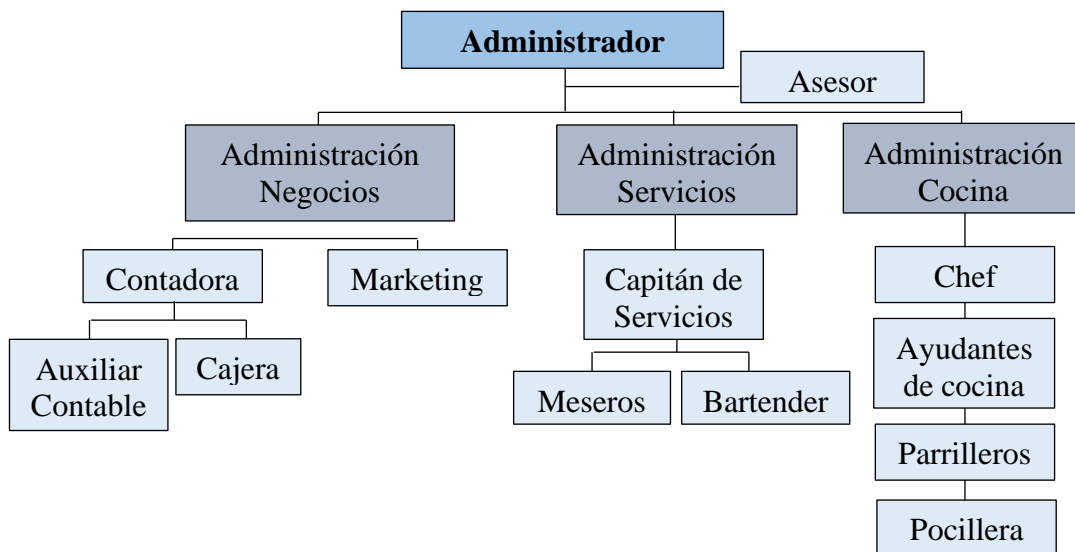 Administrador
Asesor
Administración
Negocios
Administración
Servicios
Administración
Cocina
Contadora
Marketing
Capitán de
Servicios
Chef
Auxiliar
Contable
Cajera
Meseros
Bartender
Ayudantes
de cocina
Parrilleros
Pocillera